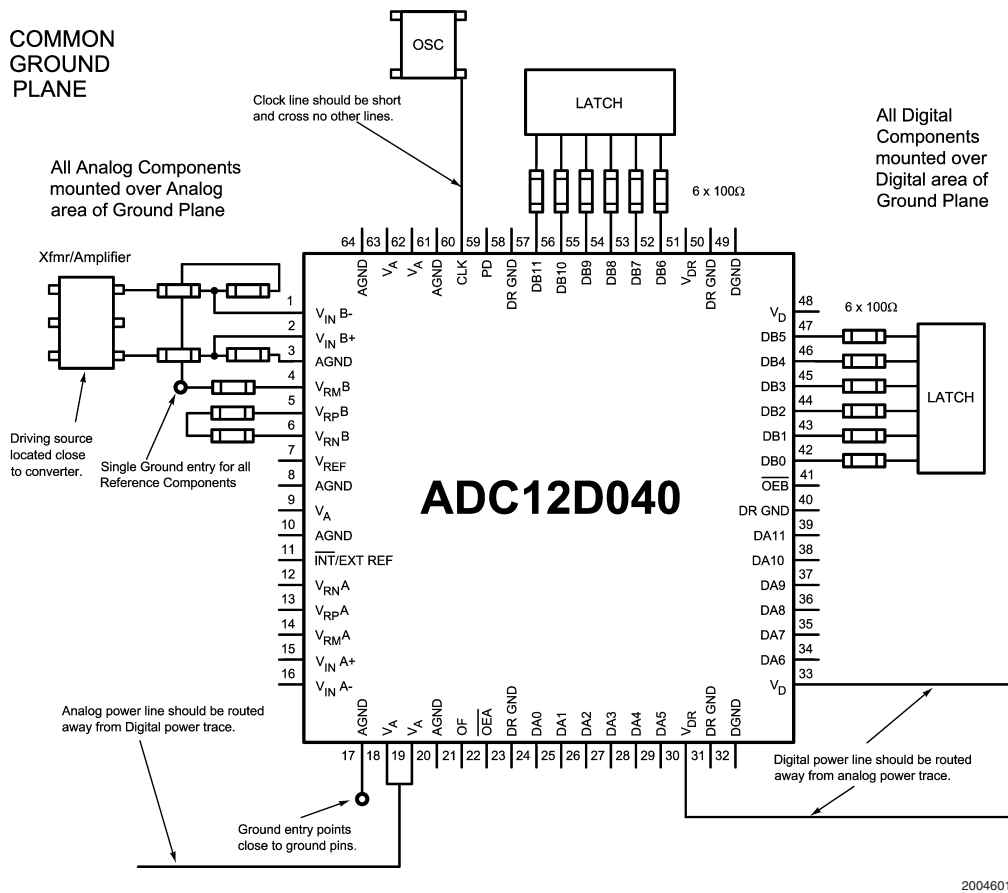 COMMON
GROUND
PLANE
OSC
Clock line should be short
and cross no other lines.
LATCH
All Digital
Components
mounted over
Digital area of
Ground Plane
All Analog Components
mounted over Analog
area of Ground Plane
6 x 100Ω
Xfmr/Amplifier
64 63 62 61 60 59 58 57 56 55 54 53 52 51 50 49
AGND VA VA AGND CLK PD DR GND DB11 DB10 DB9 DB8 DB7 DB6 VDR DR GND DGND
1 VIN B-
2 VIN B+
3 AGND
4 VRMB
5 VRPB
6 VRNB
7 VREF
8 AGND
9 VA
10 AGND
11 INT/EXT REF
12 VRNA
13 VRPA
14 VRMA
15 VIN A+
16 VIN A-
Driving source
located close
to converter.
Single Ground entry for all
Reference Components
ADC12D040
VD 48
6 x 100Ω
DB5 47
DB4 46
DB3 45
DB2 44
DB1 43
DB0 42
LATCH
OEB 41
DR GND 40
DA11 39
DA10 38
DA9 37
DA8 36
DA7 35
DA6 34
VD 33
AGND VA VA AGND OF OEA DR GND DA0 DA1 DA2 DA3 DA4 DA5 VDR DR GND DGND
17 18 19 20 21 22 23 24 25 26 27 28 29 30 31 32
Analog power line should be routed
away from Digital power trace.
Digital power line should be routed
away from analog power trace.
Ground entry points
close to ground pins.
2004601